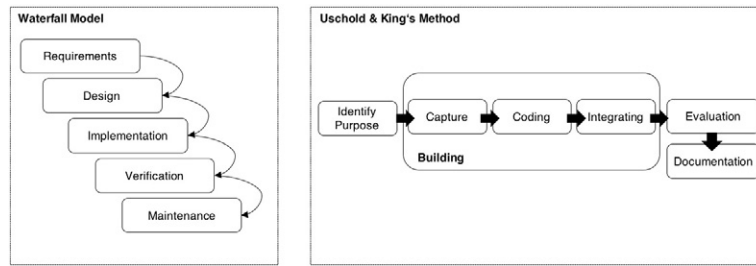 Waterfall Model
Requirements
Design
Implementation
Verification
Maintenance
Uschold & King's Method
Identify
Purpose
Capture
Coding
Integrating
Building
Evaluation
Documentation